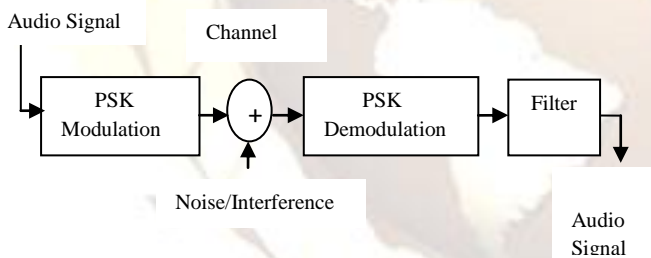 Audio Signal
Channel
PSK
Modulation
+
PSK
Demodulation
Filter
Noise/Interference
Audio
Signal